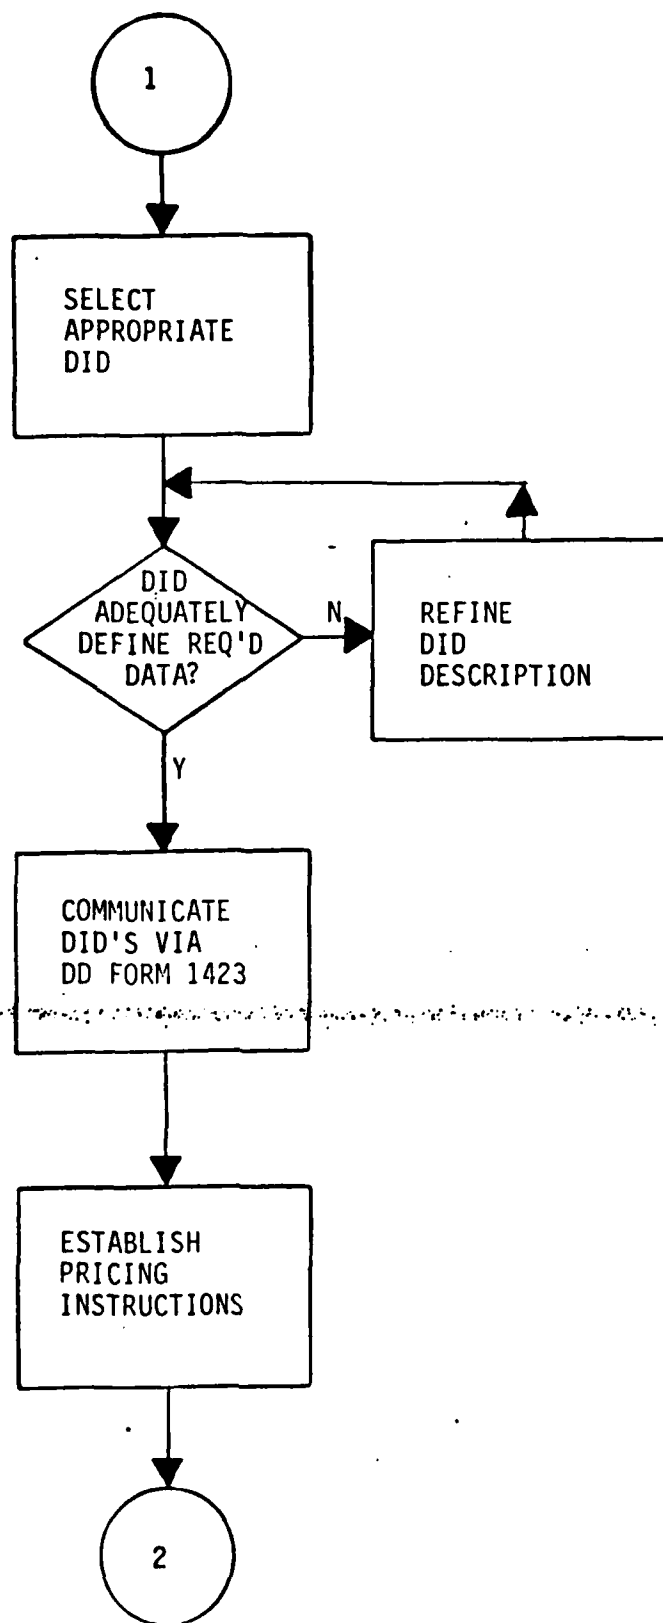 1
SELECT
APPROPRIATE
DID
DID
ADEQUATELY
DEFINE REQ'D
DATA?
N
REFINE
DID
DESCRIPTION
Y
COMMUNICATE
DID'S VIA
DD FORM 1423
ESTABLISH
PRICING
INSTRUCTIONS
2